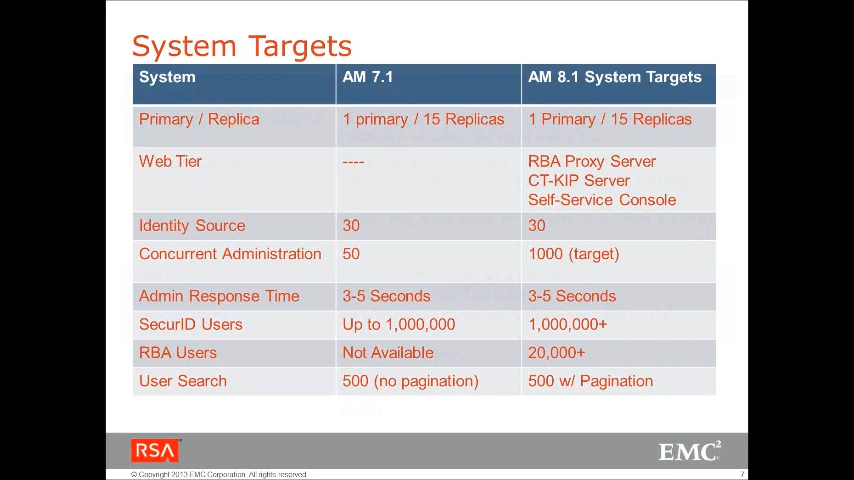 System Targets
System AM 7.1 AM 8.1 System Targets
Primary / Replica 1 primary / 15 Replicas 1 Primary / 15 Replicas
Web Tier ---- RBA Proxy Server
CT-KIP Server
Self-Service Console
Identity Source 30 30
Concurrent Administration 50 1000 (target)
Admin Response Time 3-5 Seconds 3-5 Seconds
SecurID Users Up to 1,000,000 1,000,000+
RBA Users Not Available 20,000+
User Search 500 (no pagination) 500 w/ Pagination
RSA EMC²
© Copyright 2013 EMC Corporation. All rights reserved. 7